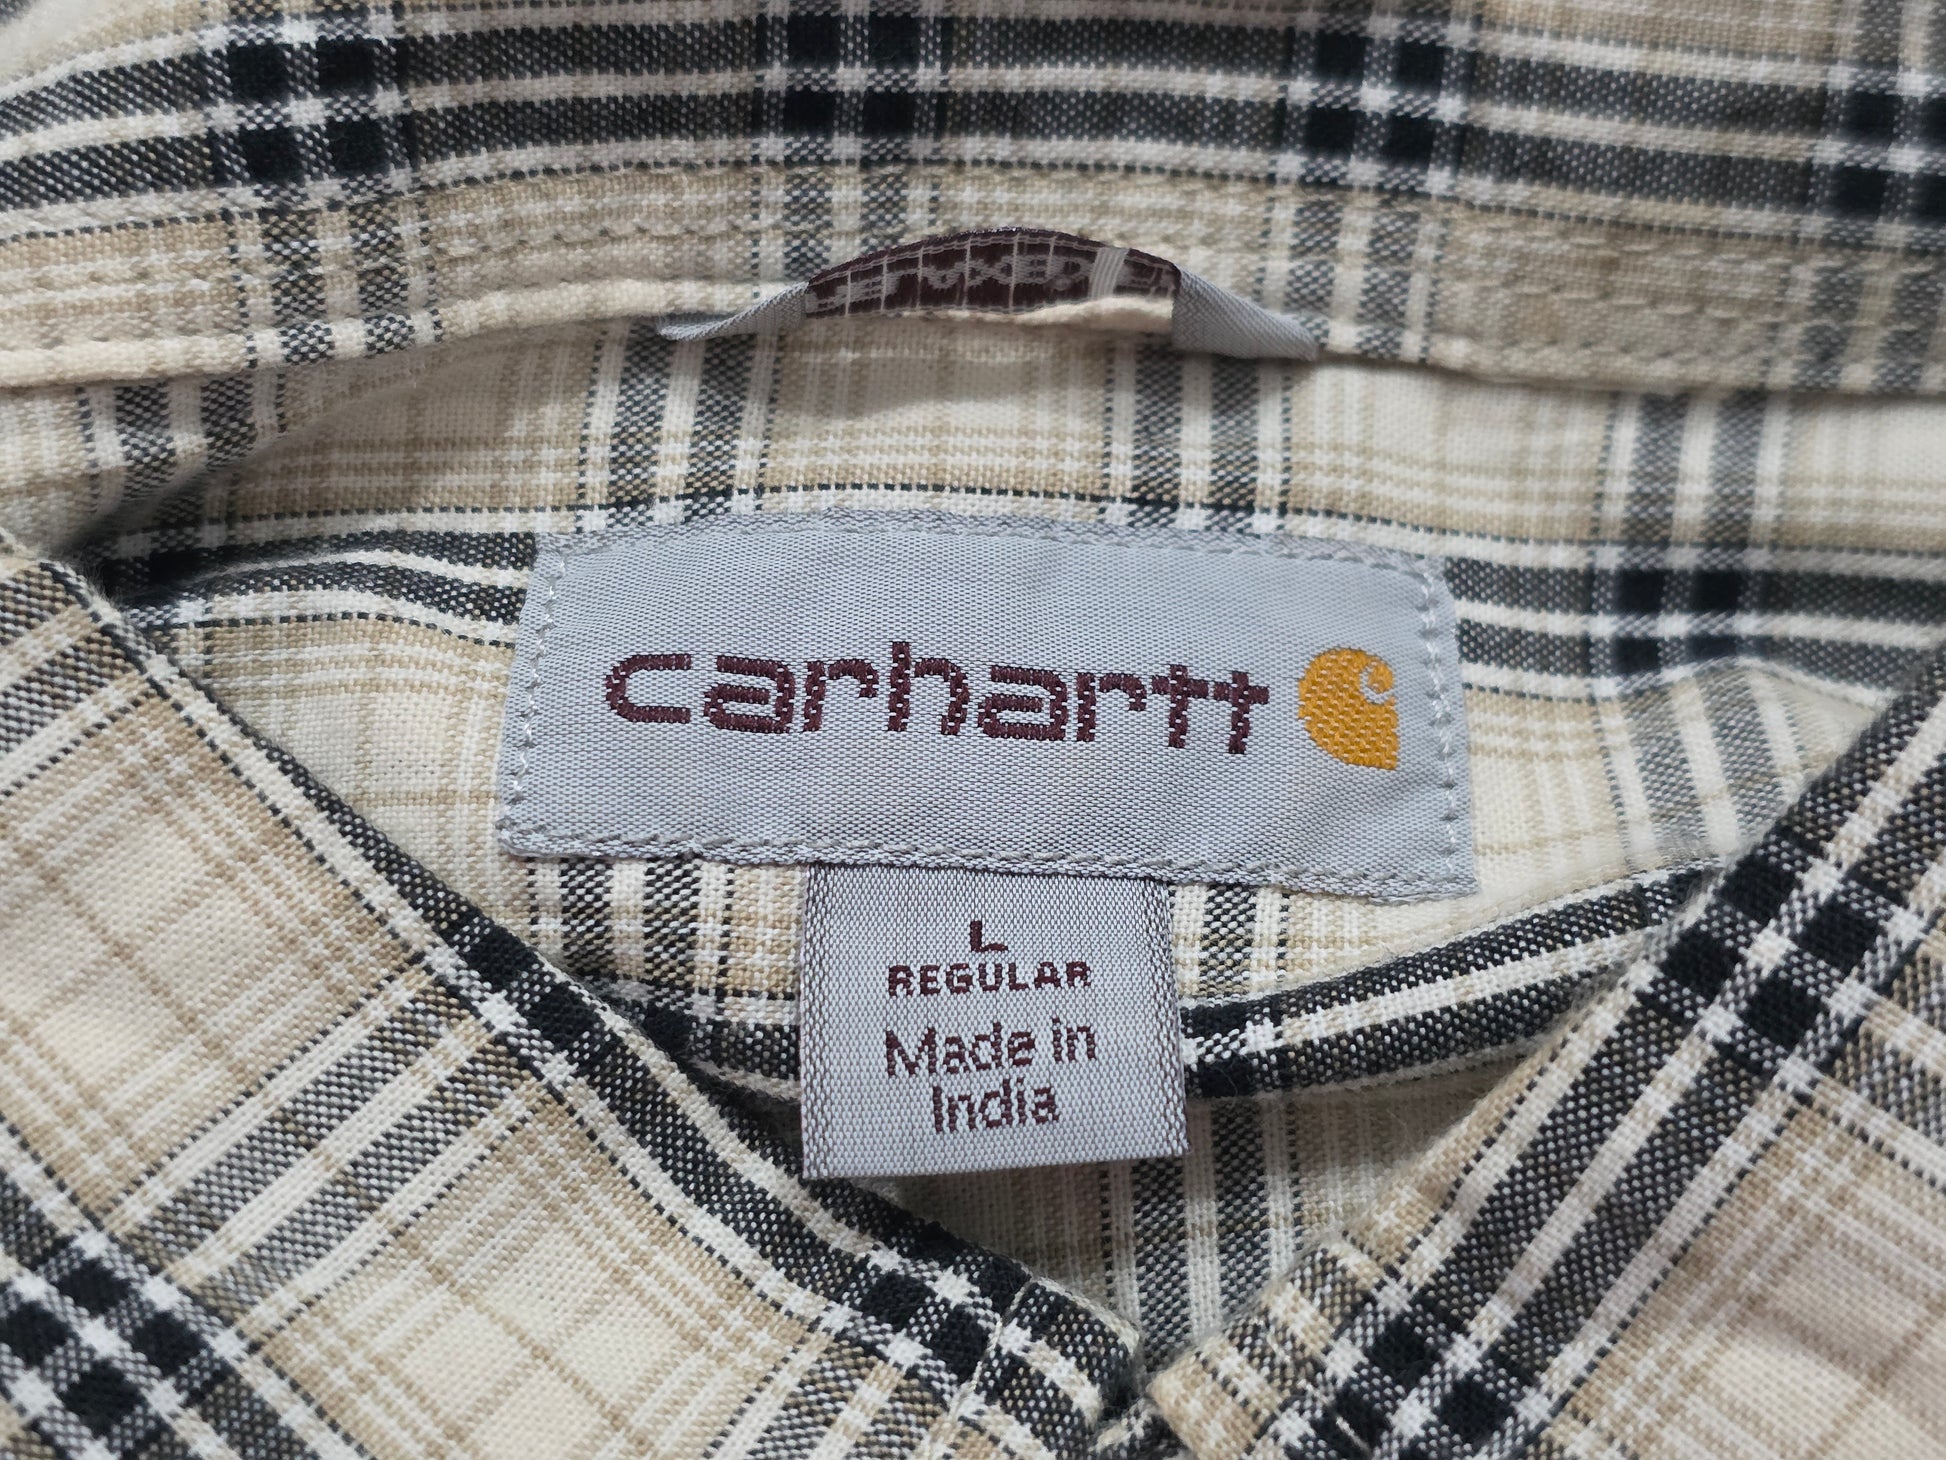 carhartt
L
REGULAR
Made in
India